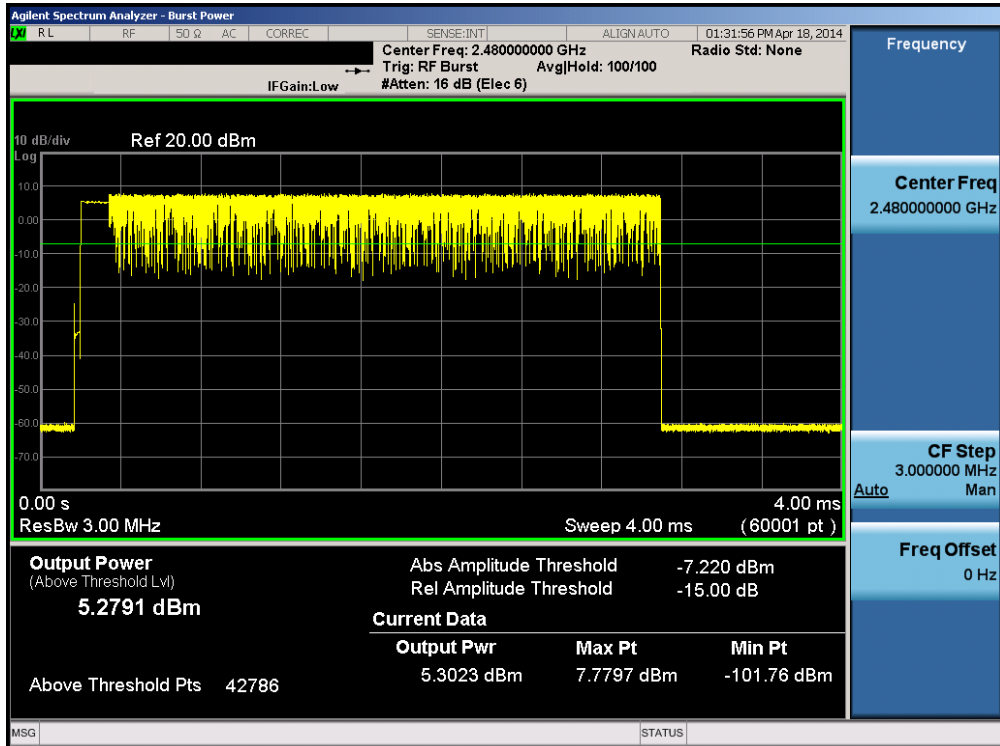 Agilent Spectrum Analyzer - Burst Power
LXI RL RF 50 Ω AC CORREC SENSE:INT ALIGN AUTO 01:31:56 PM Apr 18, 2014
Center Freq: 2.480000000 GHz Radio Std: None
Trig: RF Burst Avg|Hold: 100/100
IFGain:Low #Atten: 16 dB (Elec 6)
Frequency
10 dB/div Ref 20.00 dBm
Log
10.0
0.00
-10.0
-20.0
-30.0
-40.0
-50.0
-60.0
-70.0
0.00 s 4.00 ms
ResBw 3.00 MHz Sweep 4.00 ms (60001 pt )
Center Freq
2.480000000 GHz
CF Step
3.000000 MHz
Auto Man
Freq Offset
0 Hz
Output Power
(Above Threshold Lvl)
5.2791 dBm
Above Threshold Pts 42786
Abs Amplitude Threshold -7.220 dBm
Rel Amplitude Threshold -15.00 dB
Current Data
Output Pwr Max Pt Min Pt
5.3023 dBm 7.7797 dBm -101.76 dBm
MSG STATUS